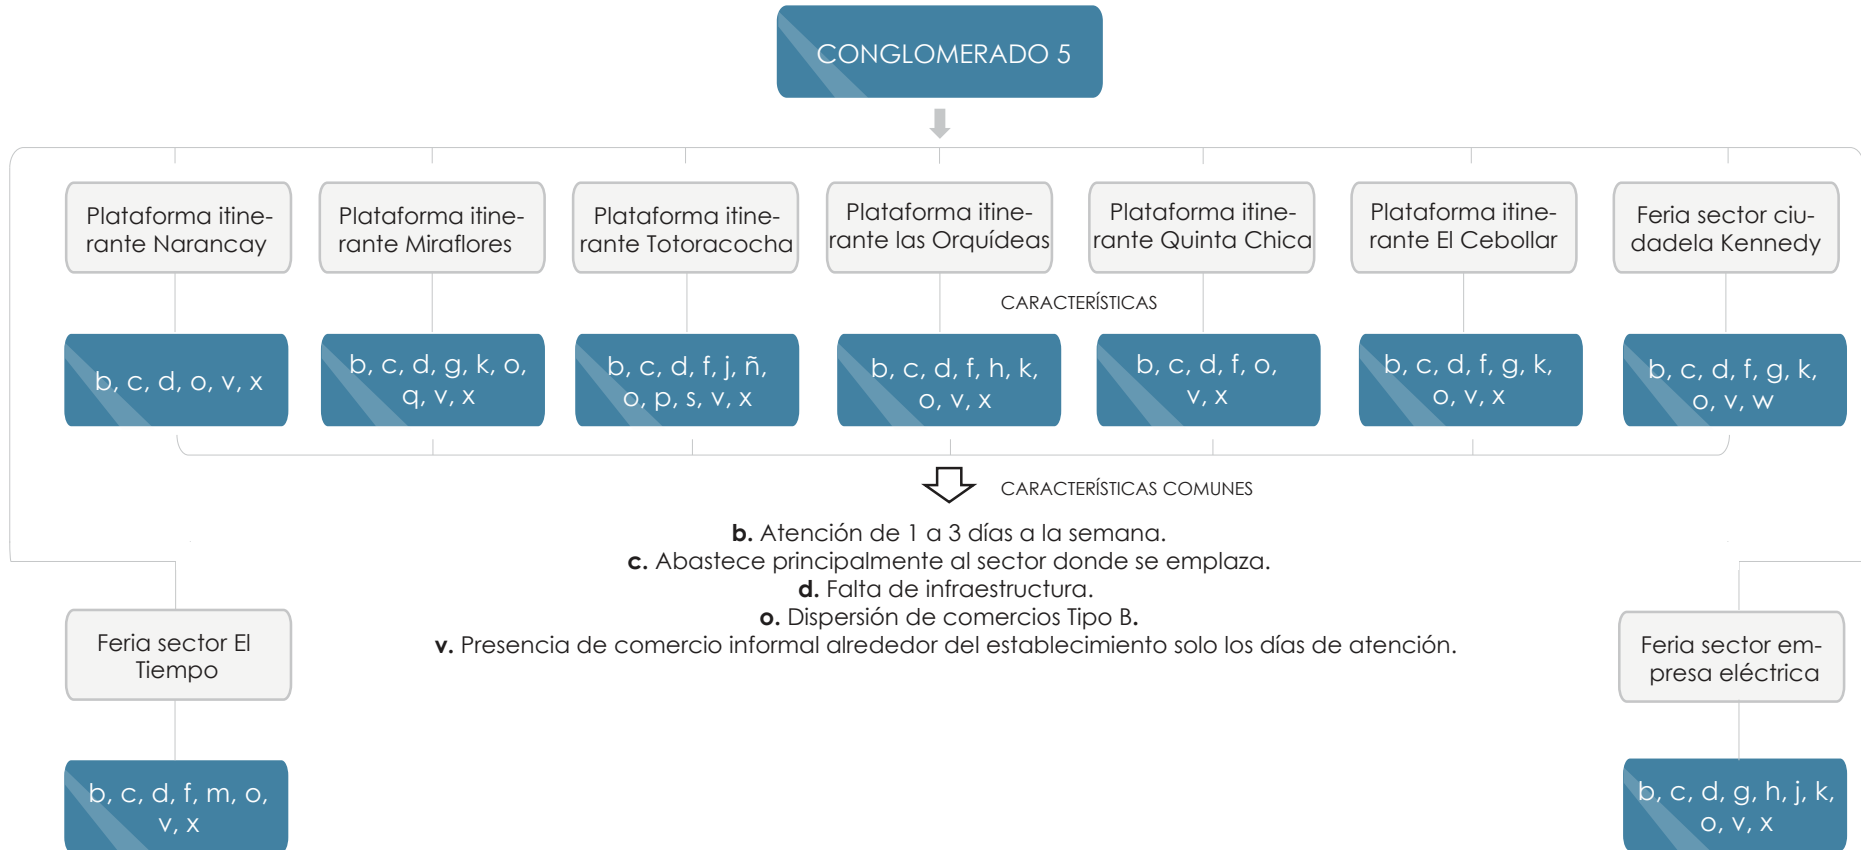 CONGLOMERADO 5
Plataforma itine-
rante Narancay
Plataforma itine-
rante Miraflores
Plataforma itine-
rante Totoracocha
Plataforma itine-
rante las Orquídeas
Plataforma itine-
rante Quinta Chica
Plataforma itine-
rante El Cebollar
Feria sector ciu-
dadela Kennedy
CARACTERÍSTICAS
b, c, d, o, v, x
b, c, d, g, k, o,
q, v, x
b, c, d, f, j, ñ,
o, p, s, v, x
b, c, d, f, h, k,
o, v, x
b, c, d, f, o,
v, x
b, c, d, f, g, k,
o, v, x
b, c, d, f, g, k,
o, v, w
CARACTERÍSTICAS COMUNES
b. Atención de 1 a 3 días a la semana.
c. Abastece principalmente al sector donde se emplaza.
d. Falta de infraestructura.
o. Dispersión de comercios Tipo B.
v. Presencia de comercio informal alrededor del establecimiento solo los días de atención.
Feria sector El
Tiempo
Feria sector em-
presa eléctrica
b, c, d, f, m, o,
v, x
b, c, d, g, h, j, k,
o, v, x